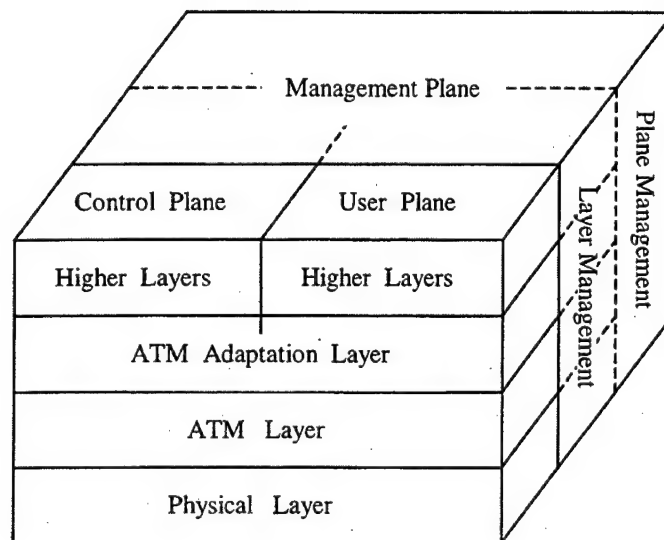 Management Plane
Control Plane
User Plane
Higher Layers
Higher Layers
ATM Adaptation Layer
ATM Layer
Physical Layer
Layer Management
Plane Management